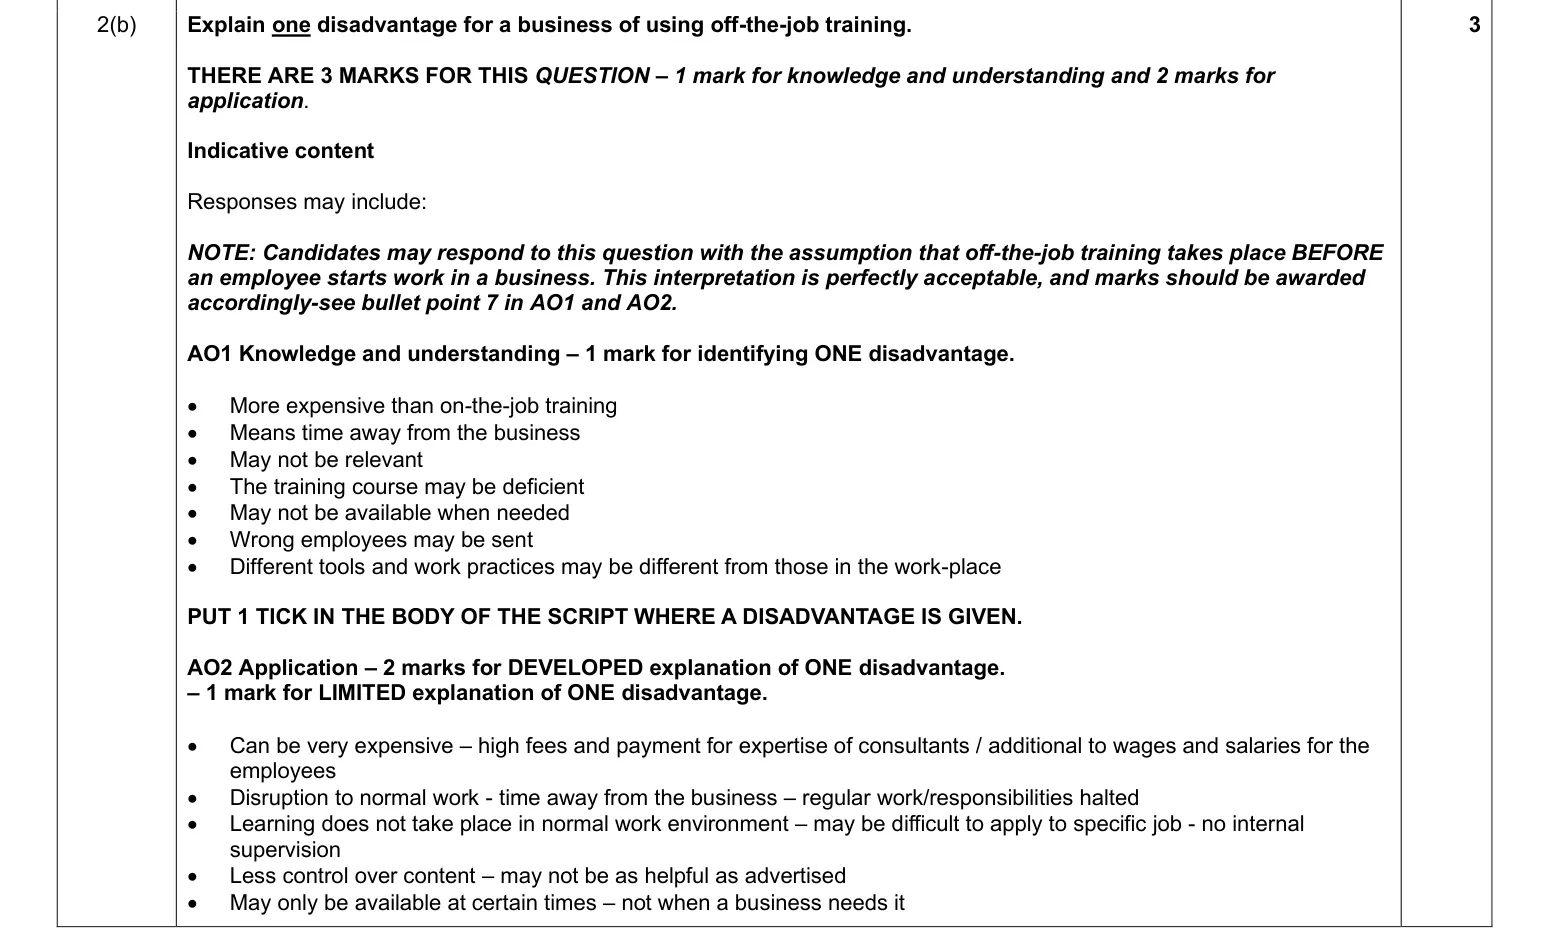 2(b)
Explain one disadvantage for a business of using off-the-job training.
3
THERE ARE 3 MARKS FOR THIS QUESTION – 1 mark for knowledge and understanding and 2 marks for
application.
Indicative content
Responses may include:
NOTE: Candidates may respond to this question with the assumption that off-the-job training takes place BEFORE
an employee starts work in a business. This interpretation is perfectly acceptable, and marks should be awarded
accordingly-see bullet point 7 in AO1 and AO2.
AO1 Knowledge and understanding – 1 mark for identifying ONE disadvantage.
• More expensive than on-the-job training
• Means time away from the business
• May not be relevant
• The training course may be deficient
• May not be available when needed
• Wrong employees may be sent
• Different tools and work practices may be different from those in the work-place
PUT 1 TICK IN THE BODY OF THE SCRIPT WHERE A DISADVANTAGE IS GIVEN.
AO2 Application – 2 marks for DEVELOPED explanation of ONE disadvantage.
– 1 mark for LIMITED explanation of ONE disadvantage.
• Can be very expensive – high fees and payment for expertise of consultants / additional to wages and salaries for the
employees
• Disruption to normal work - time away from the business – regular work/responsibilities halted
• Learning does not take place in normal work environment – may be difficult to apply to specific job - no internal
supervision
• Less control over content – may not be as helpful as advertised
• May only be available at certain times – not when a business needs it